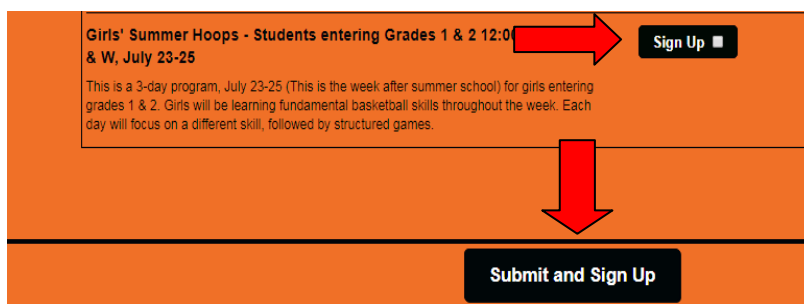 Girls' Summer Hoops - Students entering Grades 1 & 2 12:0
& W, July 23-25
Sign Up
This is a 3-day program, July 23-25 (This is the week after summer school) for girls entering
grades 1 & 2. Girls will be learning fundamental basketball skills throughout the week. Each
day will focus on a different skill, followed by structured games.
Submit and Sign Up